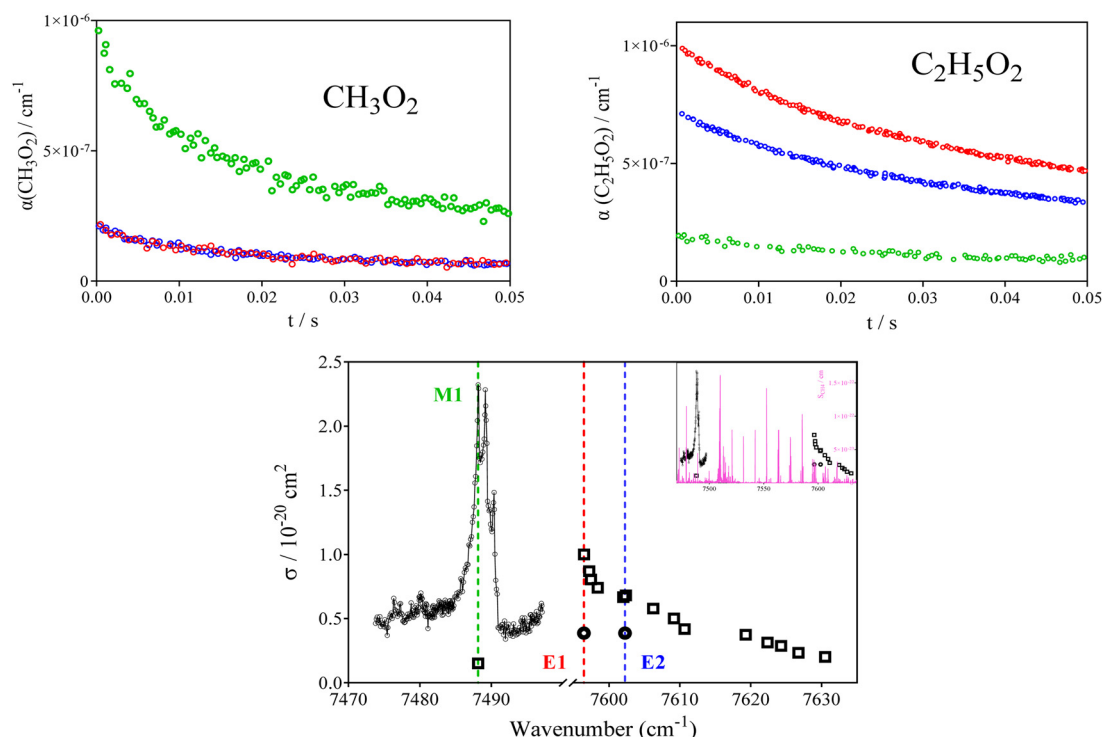 1×10⁻⁶
5×10⁻⁷
0
α(CH₃O₂) / cm⁻¹
CH₃O₂
0.00 0.01 0.02 0.03 0.04 0.05
t / s
1×10⁻⁶
5×10⁻⁷
0
α (C₂H₅O₂) / cm⁻¹
C₂H₅O₂
0.00 0.01 0.02 0.03 0.04 0.05
t / s
2.5
2.0
1.5
1.0
0.5
0.0
σ / 10⁻²⁰ cm²
M1
E1
E2
7470 7480 7490 7600 7610 7620 7630
Wavenumber (cm⁻¹)
7500 7550 7600